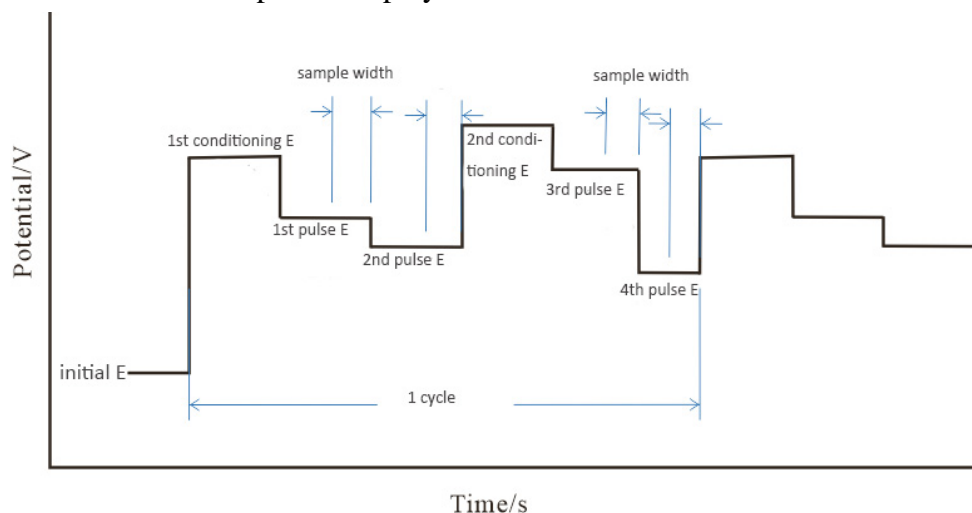 sample width
sample width
1st conditioning E
2nd condi-
tioning E
3rd pulse E
1st pulse E
2nd pulse E
4th pulse E
initial E
1 cycle
Potential/V
Time/s